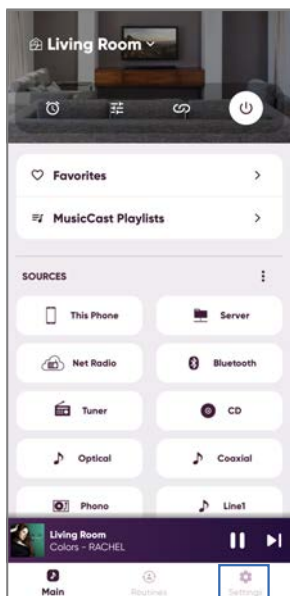 Living Room
Favorites
MusicCast Playlists
SOURCES
This Phone
Server
Net Radio
Bluetooth
Tuner
CD
Optical
Coaxial
Phono
Line1
Living Room
Colors - RACHEL
Main
Routines
Settings